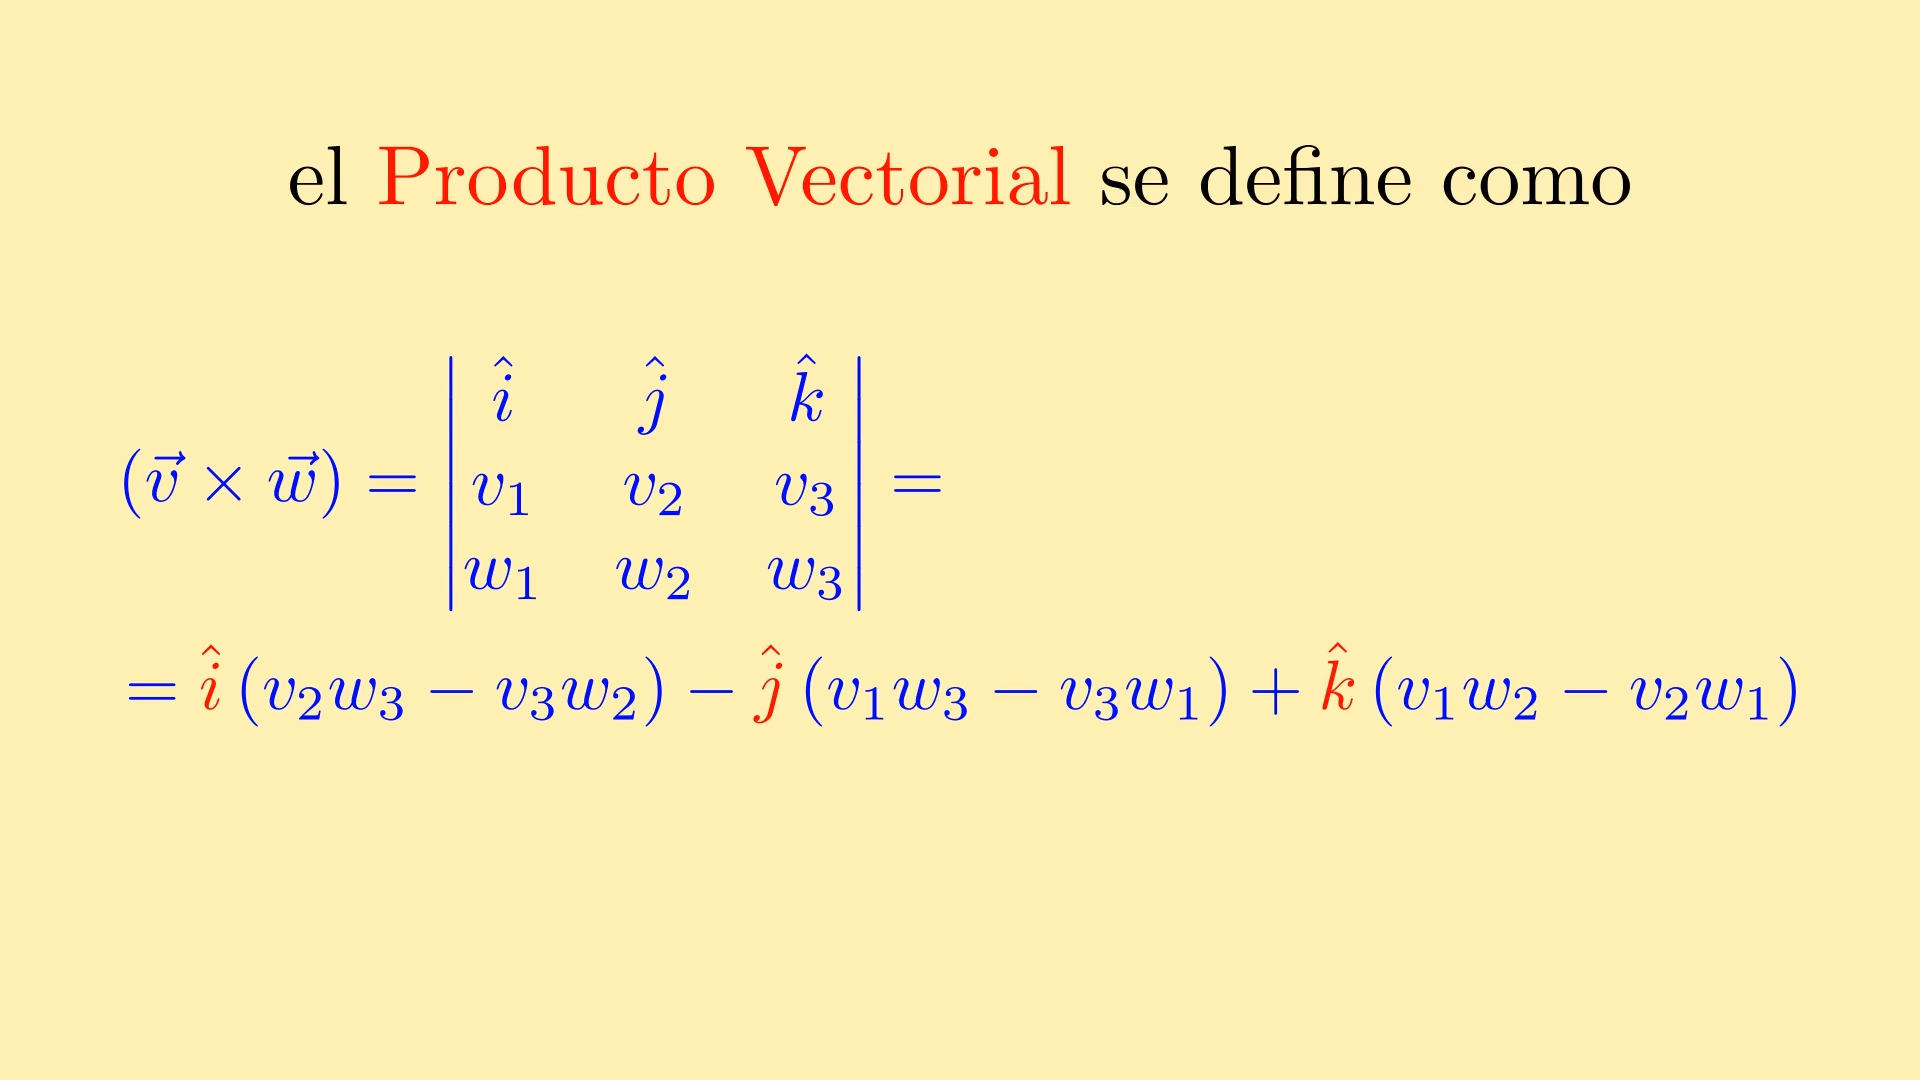 el Producto Vectorial se define como
î ĵ k̂
(v⃗ × w⃗) = | v₁ v₂ v₃ | =
w₁ w₂ w₃
= î (v₂w₃ − v₃w₂) − ĵ (v₁w₃ − v₃w₁) + k̂ (v₁w₂ − v₂w₁)